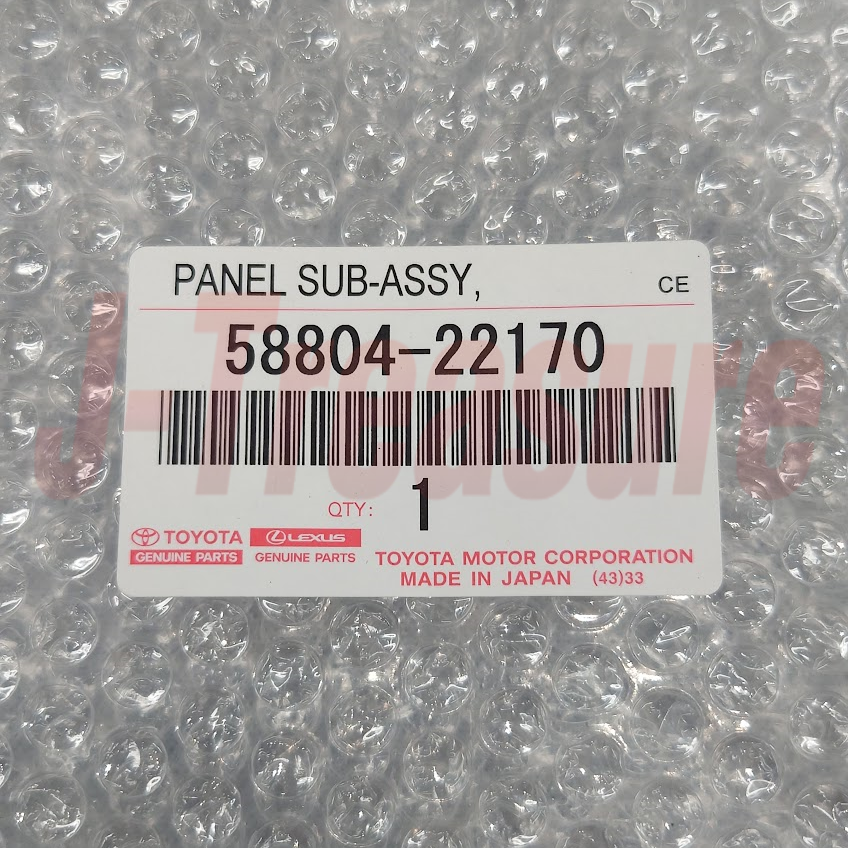 PANEL SUB-ASSY,
CE
58804-22170
J-Treasure
QTY: 1
TOYOTA
GENUINE PARTS
LEXUS
GENUINE PARTS
TOYOTA MOTOR CORPORATION
MADE IN JAPAN (43)33